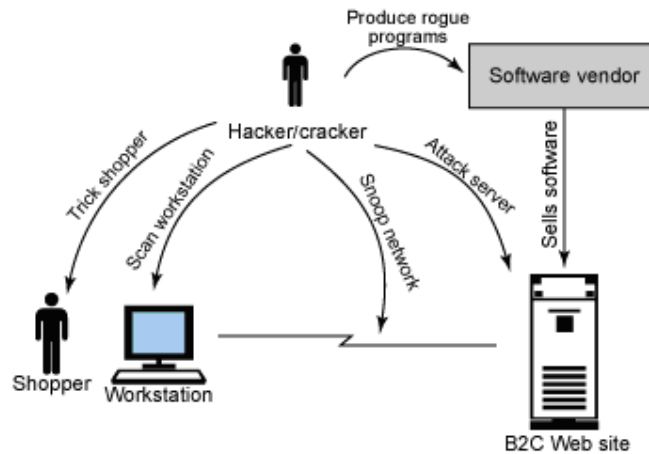 Produce rogue
programs
Software vendor
Hacker/cracker
Trick shopper
Scan workstation
Snoop network
Attack server
Sells software
Shopper
Workstation
B2C Web site